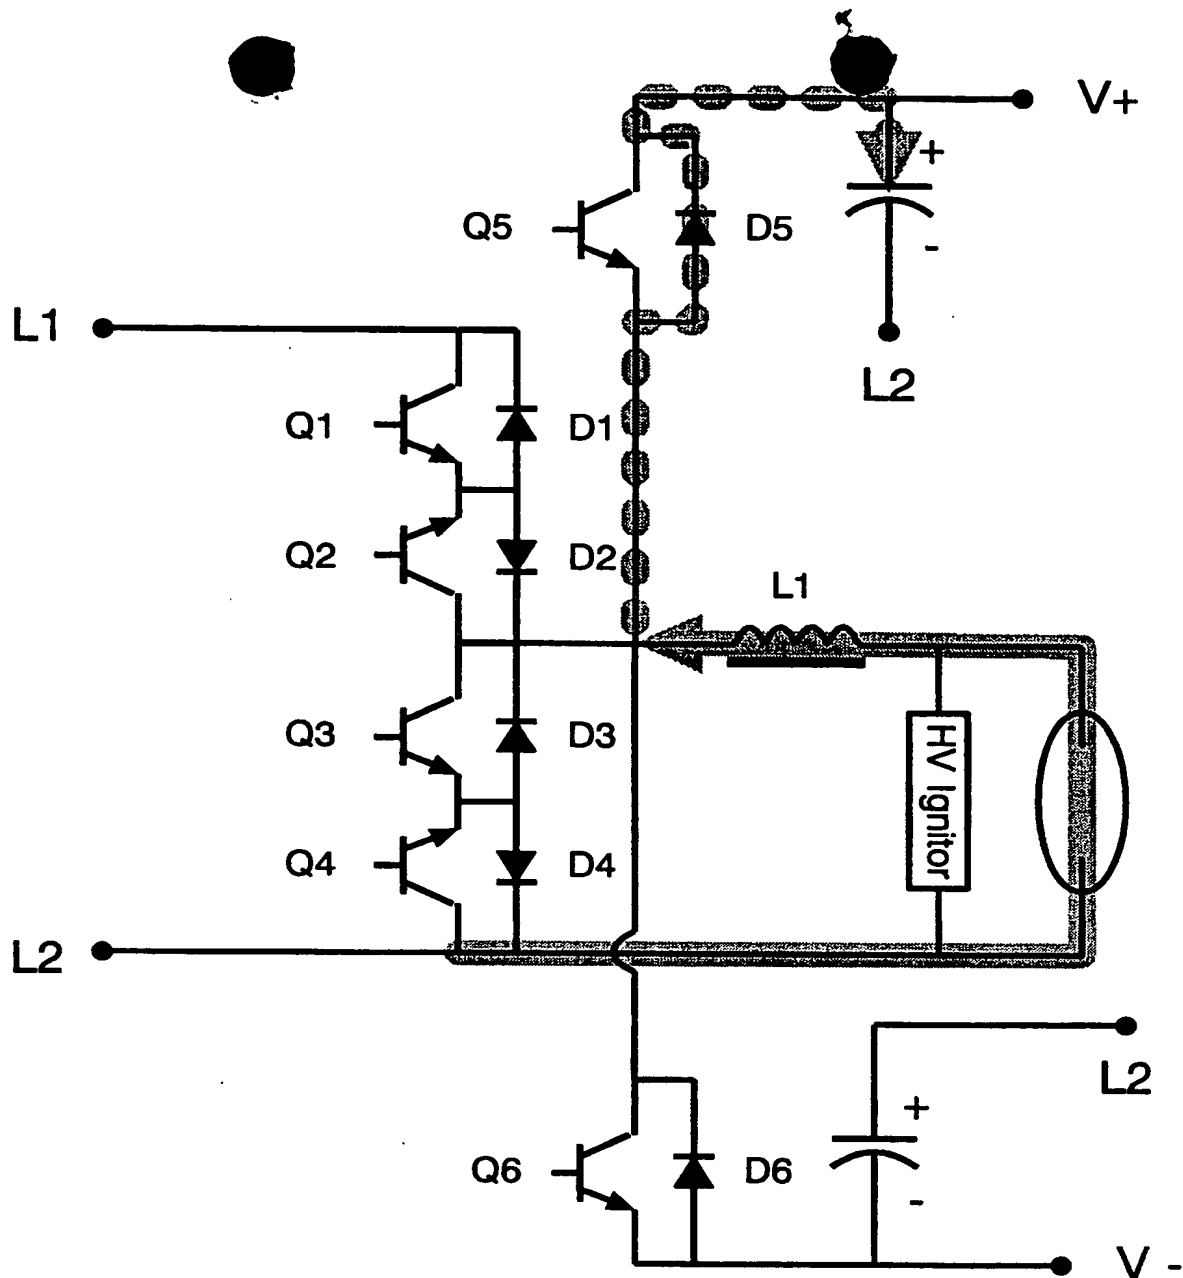 V+
+
Q5
D5
-
L1
L2
Q1
D1
Q2
D2
L1
Q3
D3
HV Ignitor
Q4
D4
L2
L2
+
Q6
D6
-
V -